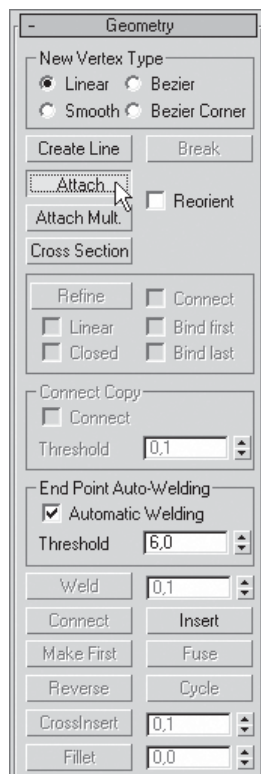 - Geometry
New Vertex Type
Linear Bezier
Smooth Bezier Corner
Create Line Break
Attach
Reorient
Attach Mult.
Cross Section
Refine Connect
Linear Bind first
Closed Bind last
Connect Copy
Connect
Threshold 0,1
End Point Auto-Welding
Automatic Welding
Threshold 6,0
Weld 0,1
Connect Insert
Make First Fuse
Reverse Cycle
CrossInsert 0,1
Fillet 0,0